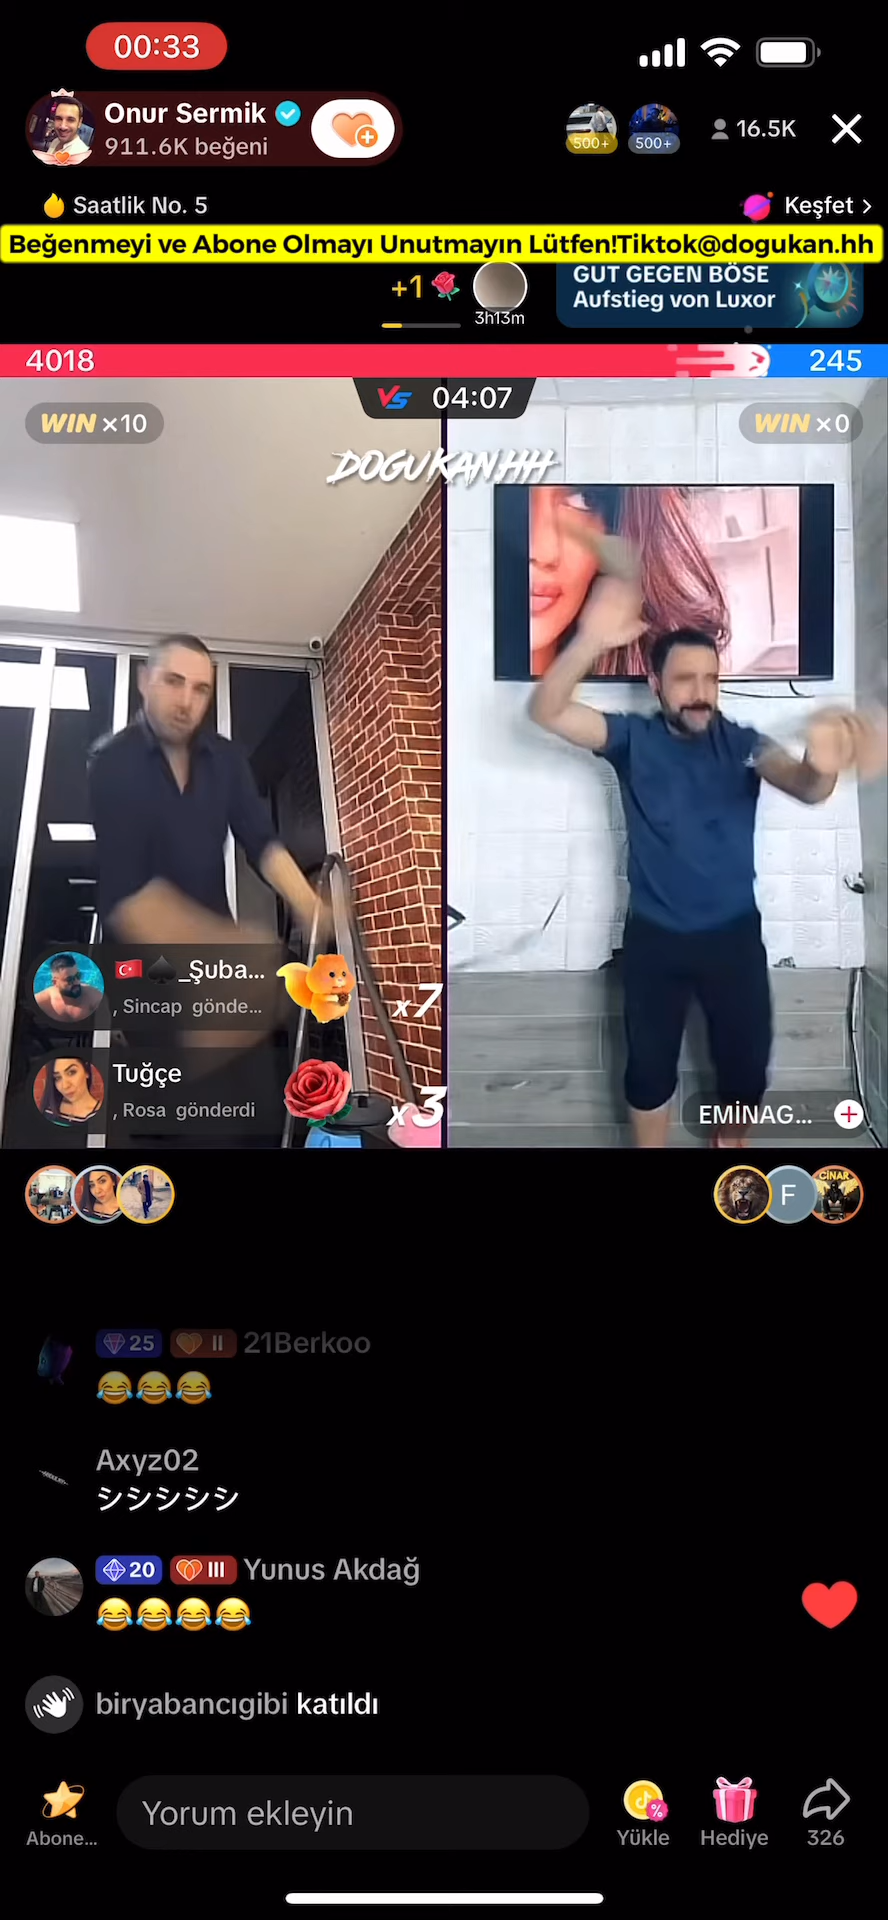 00:33
Onur Sermik
911.6K beğeni
500+
500+
16.5K
Saatlik No. 5
Keşfet >
Beğenmeyi ve Abone Olmayı Unutmayın Lütfen!Tiktok@dogukan.hh
+1
3h13m
GUT GEGEN BÖSE
Aufstieg von Luxor
4018
245
VS 04:07
WIN x10
WIN x0
DOGUKANHH
_Şuba...
, Sincap gönde...
x7
Tuğçe
, Rosa gönderdi
x3
EMİNAG...
F
CİNAR
25 II 21Berkoo
😂😂😂
Axyz02
シシシシシ
20 III Yunus Akdağ
😂😂😂😂
biryabancıgibi katıldı
Abone...
Yorum ekleyin
Yükle
Hediye
326